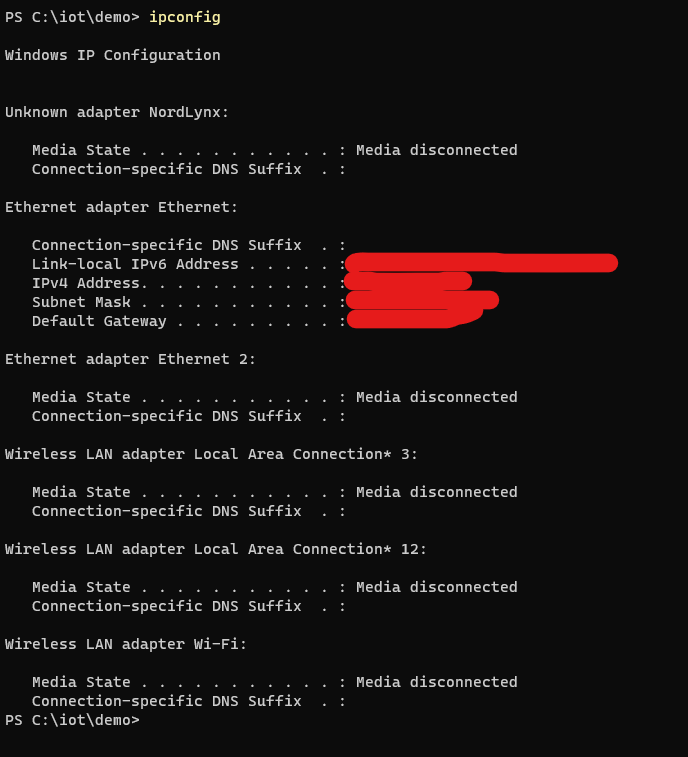 PS C:\iot\demo> ipconfig
Windows IP Configuration
Unknown adapter NordLynx:
Media State . . . . . . . . . . . : Media disconnected
Connection-specific DNS Suffix  . :
Ethernet adapter Ethernet:
Connection-specific DNS Suffix  . :
Link-local IPv6 Address . . . . . :
IPv4 Address. . . . . . . . . . . :
Subnet Mask . . . . . . . . . . . :
Default Gateway . . . . . . . . . :
Ethernet adapter Ethernet 2:
Media State . . . . . . . . . . . : Media disconnected
Connection-specific DNS Suffix  . :
Wireless LAN adapter Local Area Connection* 3:
Media State . . . . . . . . . . . : Media disconnected
Connection-specific DNS Suffix  . :
Wireless LAN adapter Local Area Connection* 12:
Media State . . . . . . . . . . . : Media disconnected
Connection-specific DNS Suffix  . :
Wireless LAN adapter Wi-Fi:
Media State . . . . . . . . . . . : Media disconnected
Connection-specific DNS Suffix  . :
PS C:\iot\demo>